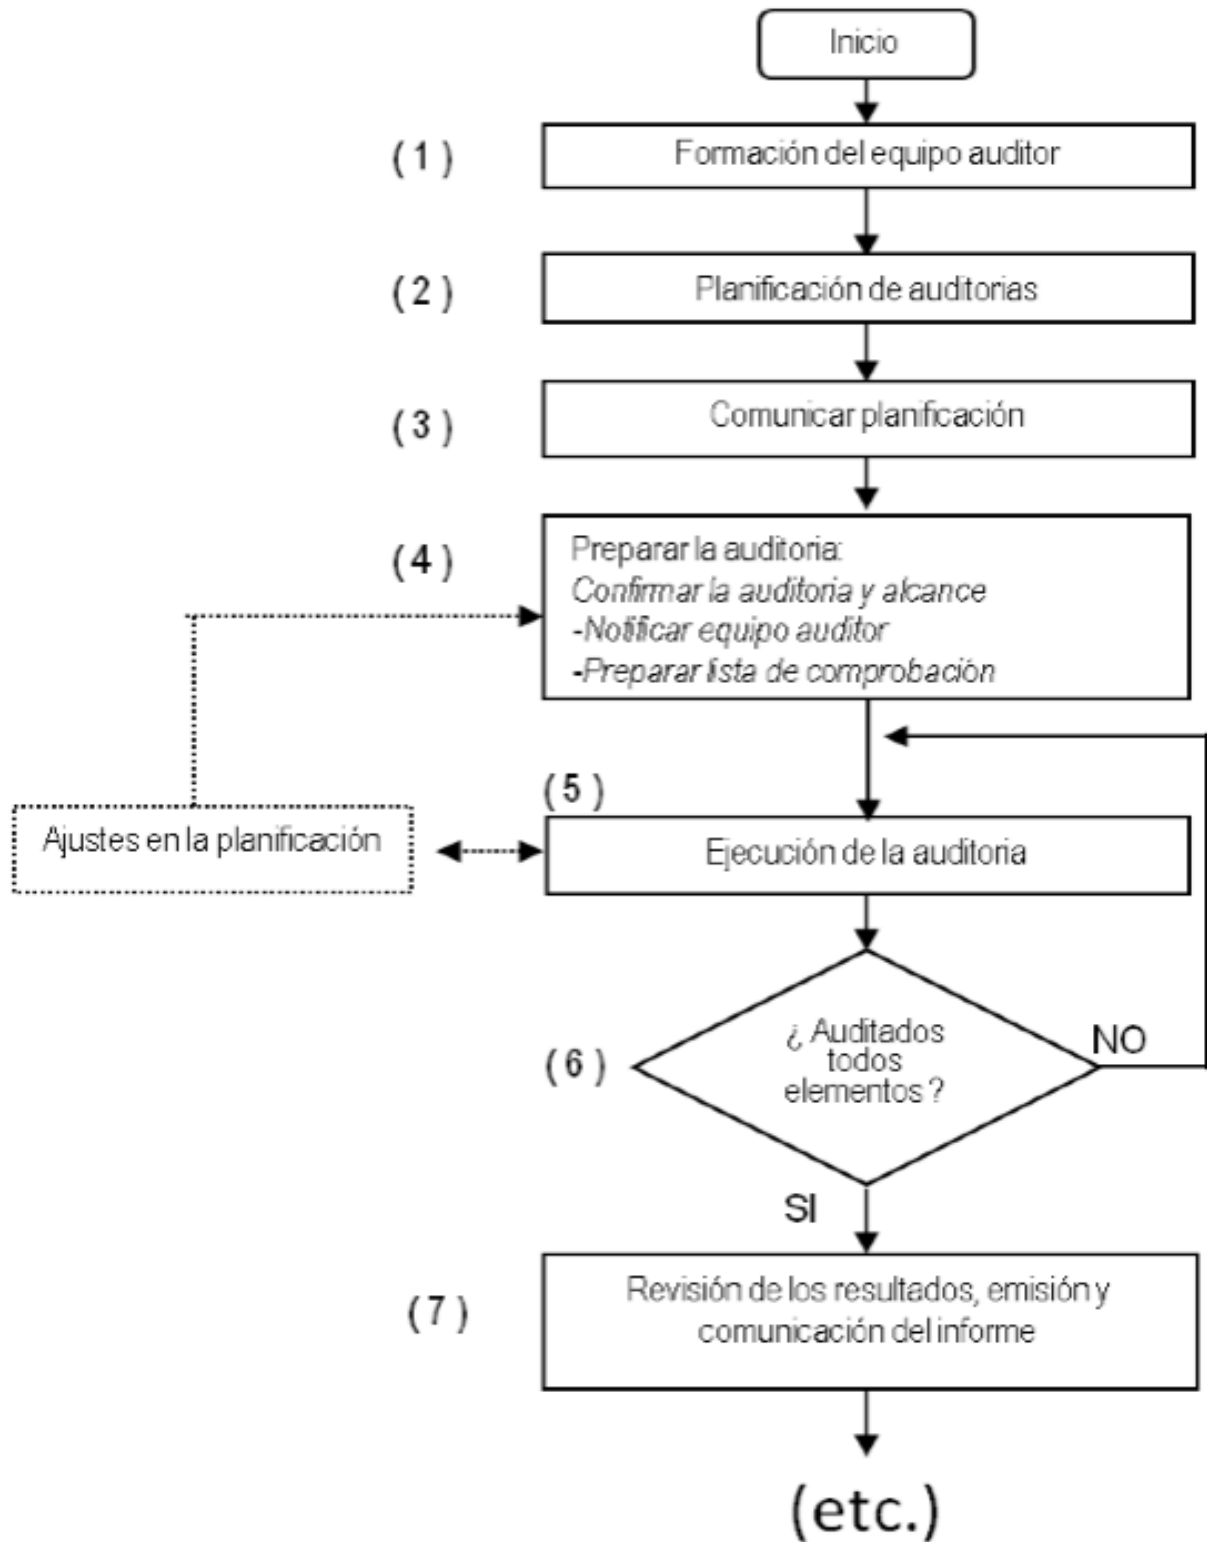 Inicio
( 1 )
Formación del equipo auditor
( 2 )
Planificación de auditorias
( 3 )
Comunicar planificación
( 4 )
Preparar la auditoria:
Confirmar la auditoria y alcance
-Notificar equipo auditor
-Preparar lista de comprobación
( 5 )
Ajustes en la planificación
Ejecución de la auditoria
( 6 )
¿ Auditados
todos
elementos ?
NO
SI
( 7 )
Revisión de los resultados, emisión y
comunicación del informe
(etc.)